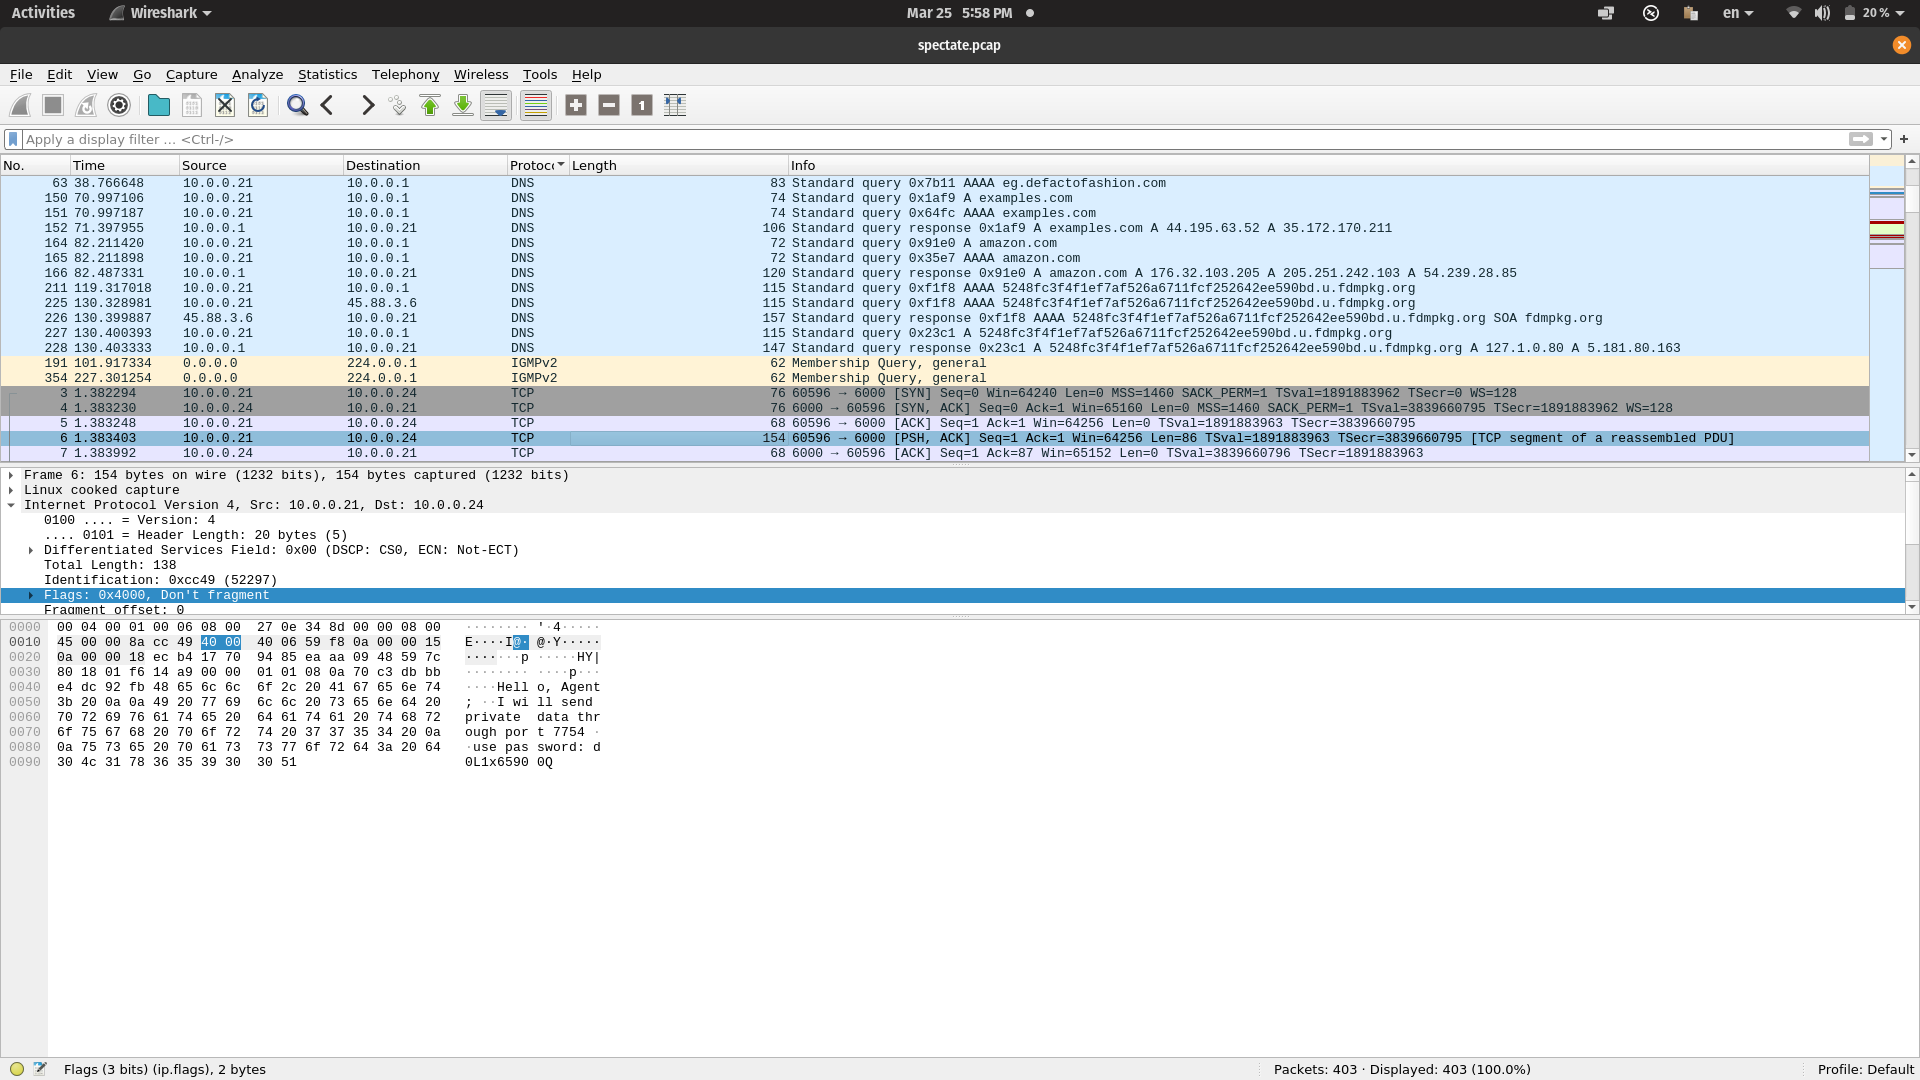 Activities Wireshark Mar 25 5:58 PM en 20 %
spectate.pcap
File Edit View Go Capture Analyze Statistics Telephony Wireless Tools Help
Apply a display filter … <Ctrl-/>
No. Time Source Destination Protoc Length Info
63 38.766648 10.0.0.21 10.0.0.1 DNS 83 Standard query 0x7b11 AAAA eg.defactofashion.com
150 70.997106 10.0.0.21 10.0.0.1 DNS 74 Standard query 0x1af9 A examples.com
151 70.997187 10.0.0.21 10.0.0.1 DNS 74 Standard query 0x64fc AAAA examples.com
152 71.397955 10.0.0.1 10.0.0.21 DNS 106 Standard query response 0x1af9 A examples.com A 44.195.63.52 A 35.172.170.211
164 82.211420 10.0.0.21 10.0.0.1 DNS 72 Standard query 0x91e0 A amazon.com
165 82.211898 10.0.0.21 10.0.0.1 DNS 72 Standard query 0x35e7 AAAA amazon.com
166 82.487331 10.0.0.1 10.0.0.21 DNS 120 Standard query response 0x91e0 A amazon.com A 176.32.103.205 A 205.251.242.103 A 54.239.28.85
211 119.317018 10.0.0.21 10.0.0.1 DNS 115 Standard query 0xf1f8 AAAA 5248fc3f4f1ef7af526a6711fcf252642ee590bd.u.fdmpkg.org
225 130.328981 10.0.0.21 45.88.3.6 DNS 115 Standard query 0xf1f8 AAAA 5248fc3f4f1ef7af526a6711fcf252642ee590bd.u.fdmpkg.org
226 130.399887 45.88.3.6 10.0.0.21 DNS 157 Standard query response 0xf1f8 AAAA 5248fc3f4f1ef7af526a6711fcf252642ee590bd.u.fdmpkg.org SOA fdmpkg.org
227 130.400393 10.0.0.21 10.0.0.1 DNS 115 Standard query 0x23c1 A 5248fc3f4f1ef7af526a6711fcf252642ee590bd.u.fdmpkg.org
228 130.403333 10.0.0.1 10.0.0.21 DNS 147 Standard query response 0x23c1 A 5248fc3f4f1ef7af526a6711fcf252642ee590bd.u.fdmpkg.org A 127.1.0.80 A 5.181.80.163
191 101.917334 0.0.0.0 224.0.0.1 IGMPv2 62 Membership Query, general
354 227.301254 0.0.0.0 224.0.0.1 IGMPv2 62 Membership Query, general
3 1.382294 10.0.0.21 10.0.0.24 TCP 76 60596 → 6000 [SYN] Seq=0 Win=64240 Len=0 MSS=1460 SACK_PERM=1 TSval=1891883962 TSecr=0 WS=128
4 1.383230 10.0.0.24 10.0.0.21 TCP 76 6000 → 60596 [SYN, ACK] Seq=0 Ack=1 Win=65160 Len=0 MSS=1460 SACK_PERM=1 TSval=3839660795 TSecr=1891883962 WS=128
5 1.383248 10.0.0.21 10.0.0.24 TCP 68 60596 → 6000 [ACK] Seq=1 Ack=1 Win=64256 Len=0 TSval=1891883963 TSecr=3839660795
6 1.383403 10.0.0.21 10.0.0.24 TCP 154 60596 → 6000 [PSH, ACK] Seq=1 Ack=1 Win=64256 Len=86 TSval=1891883963 TSecr=3839660795 [TCP segment of a reassembled PDU]
7 1.383992 10.0.0.24 10.0.0.21 TCP 68 6000 → 60596 [ACK] Seq=1 Ack=87 Win=65152 Len=0 TSval=3839660796 TSecr=1891883963
Frame 6: 154 bytes on wire (1232 bits), 154 bytes captured (1232 bits)
Linux cooked capture
Internet Protocol Version 4, Src: 10.0.0.21, Dst: 10.0.0.24
0100 .... = Version: 4
.... 0101 = Header Length: 20 bytes (5)
Differentiated Services Field: 0x00 (DSCP: CS0, ECN: Not-ECT)
Total Length: 138
Identification: 0xcc49 (52297)
Flags: 0x4000, Don't fragment
Fragment offset: 0
0000 00 04 00 01 00 06 08 00 27 0e 34 8d 00 00 08 00 ········ '·4·····
0010 45 00 00 8a cc 49 40 00 40 06 59 f8 0a 00 00 15 E····I@· @·Y·····
0020 0a 00 00 18 ec b4 17 70 94 85 ea aa 09 48 59 7c ·······p ·····HY|
0030 80 18 01 f6 14 a9 00 00 01 01 08 0a 70 c3 db bb ········ ····p···
0040 e4 dc 92 fb 48 65 6c 6c 6f 2c 20 41 67 65 6e 74 ····Hell o, Agent
0050 3b 20 0a 0a 49 20 77 69 6c 6c 20 73 65 6e 64 20 ; ··I wi ll send
0060 70 72 69 76 61 74 65 20 64 61 74 61 20 74 68 72 private data thr
0070 6f 75 67 68 20 70 6f 72 74 20 37 37 35 34 20 0a ough por t 7754 ·
0080 0a 75 73 65 20 70 61 73 73 77 6f 72 64 3a 20 64 ·use pas sword: d
0090 30 4c 31 78 36 35 39 30 30 51 0L1x6590 0Q
Flags (3 bits) (ip.flags), 2 bytes Packets: 403 · Displayed: 403 (100.0%) Profile: Default